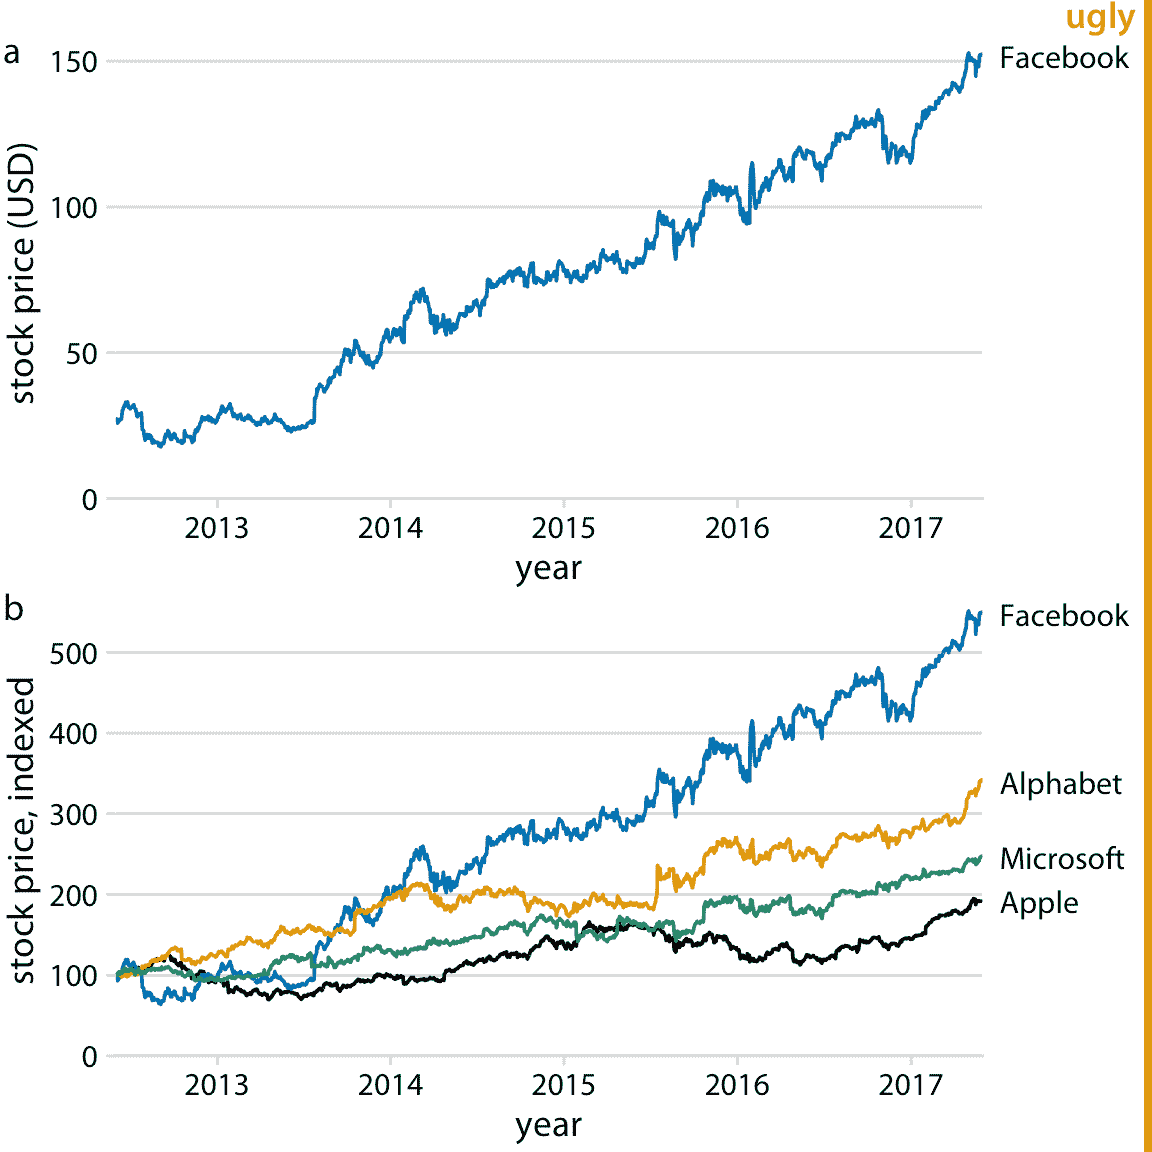 ugly
a
Facebook
150
100
50
0
stock price (USD)
2013 2014 2015 2016 2017
year
b
Facebook
Alphabet
Microsoft
Apple
500
400
300
200
100
0
stock price, indexed
2013 2014 2015 2016 2017
year